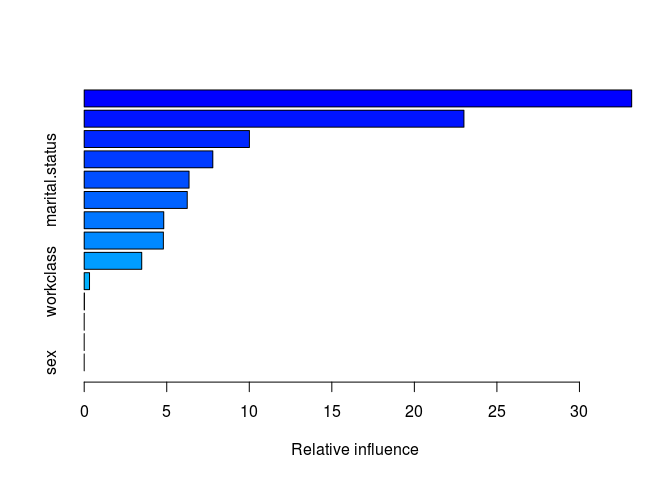 marital.status
workclass
sex
0 5 10 15 20 25 30
Relative influence